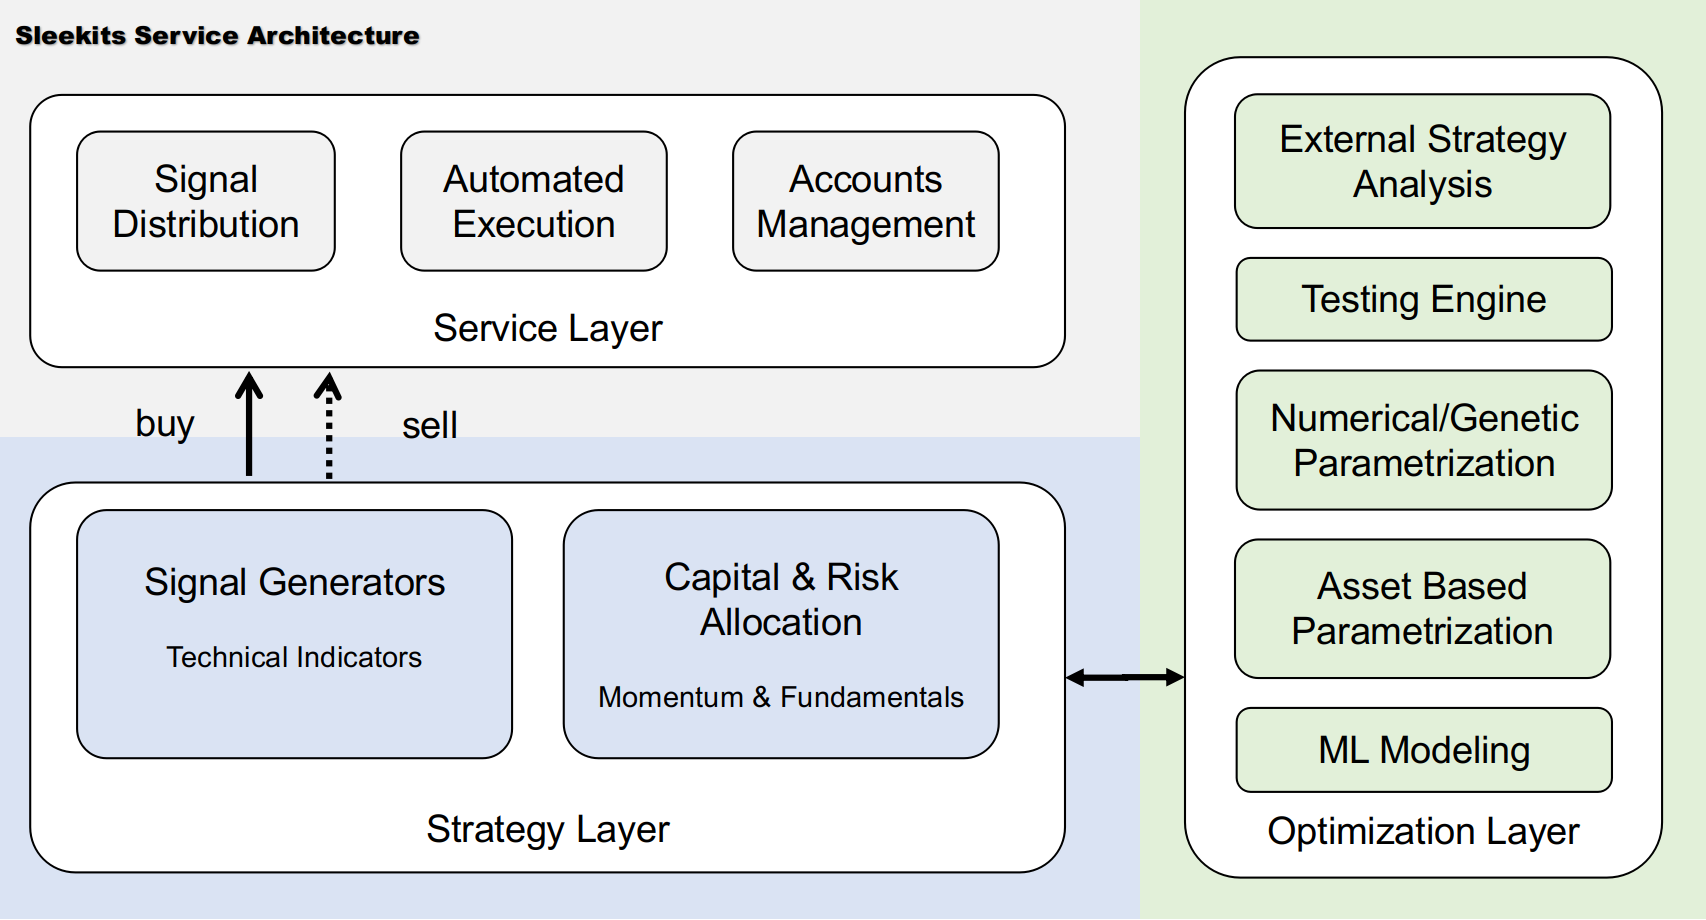 Sleekits Service Architecture
Signal
Distribution
Automated
Execution
Accounts
Management
Service Layer
buy
sell
Signal Generators
Technical Indicators
Capital & Risk
Allocation
Momentum & Fundamentals
Strategy Layer
External Strategy
Analysis
Testing Engine
Numerical/Genetic
Parametrization
Asset Based
Parametrization
ML Modeling
Optimization Layer